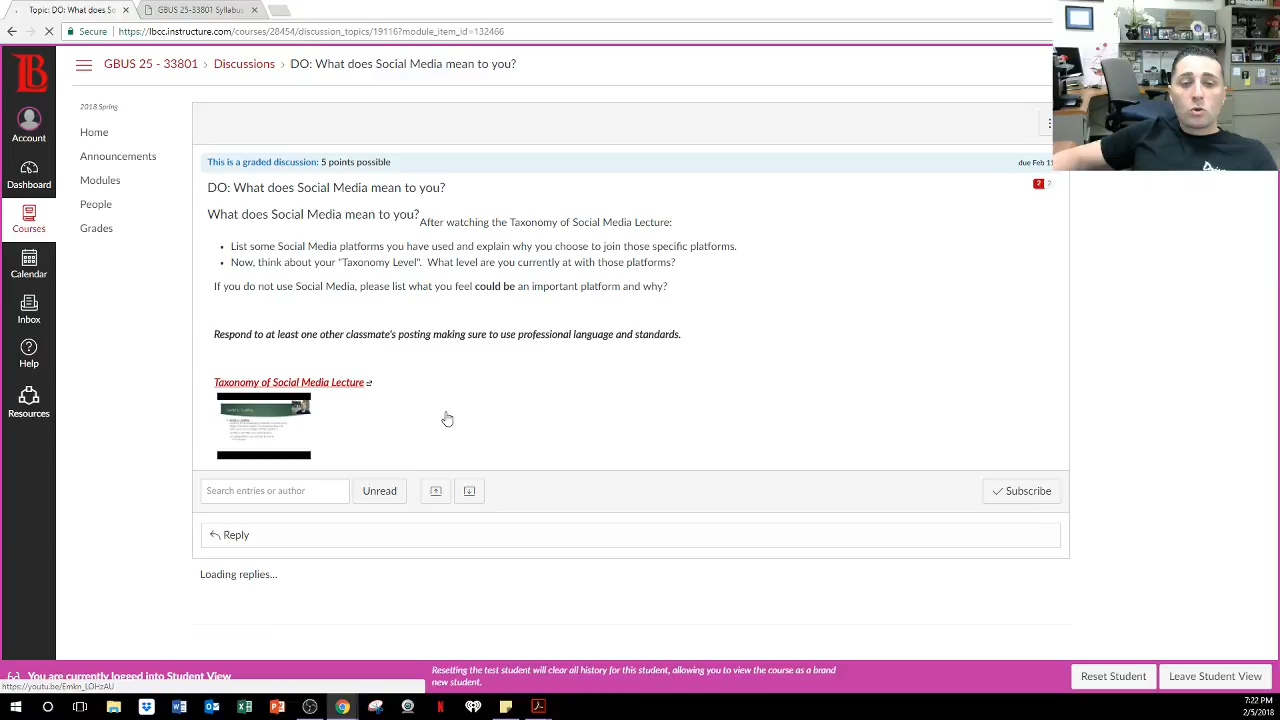 Topic: DO: What does So
GBUS 25-33801 Syllabus
Secure
https://lbcc.instructure.com/courses/28454/discussion_topics/19116?module_item_id=132466
GBUS 25 - 33801 › Discussions › DO: What does Social Media mean to you?
2018 Spring
Home
Announcements
Modules
People
Grades
Account
Dashboard
Courses
Calendar
Inbox
Help
Resources
This is a graded discussion: 5 points possible
due Feb 11
DO: What does Social Media mean to you?
2 2
What does Social Media mean to you? After watching the Taxonomy of Social Media Lecture:
• List some Social Media platforms you have used and explain why you choose to join those specific platforms.
• Now, think about your "Taxonomy Level". What level are you currently at with those platforms?
If you do not use Social Media, please list what you feel could be an important platform and why?
Respond to at least one other classmate's posting making sure to use professional language and standards.
Taxonomy of Social Media Lecture
Search entries or author
Unread
Subscribe
Reply
Loading replies...
You are currently logged into Student View
Resetting the test student will clear all history for this student, allowing you to view the course as a brand
new student.
Reset Student
Leave Student View
7:22 PM
2/5/2018